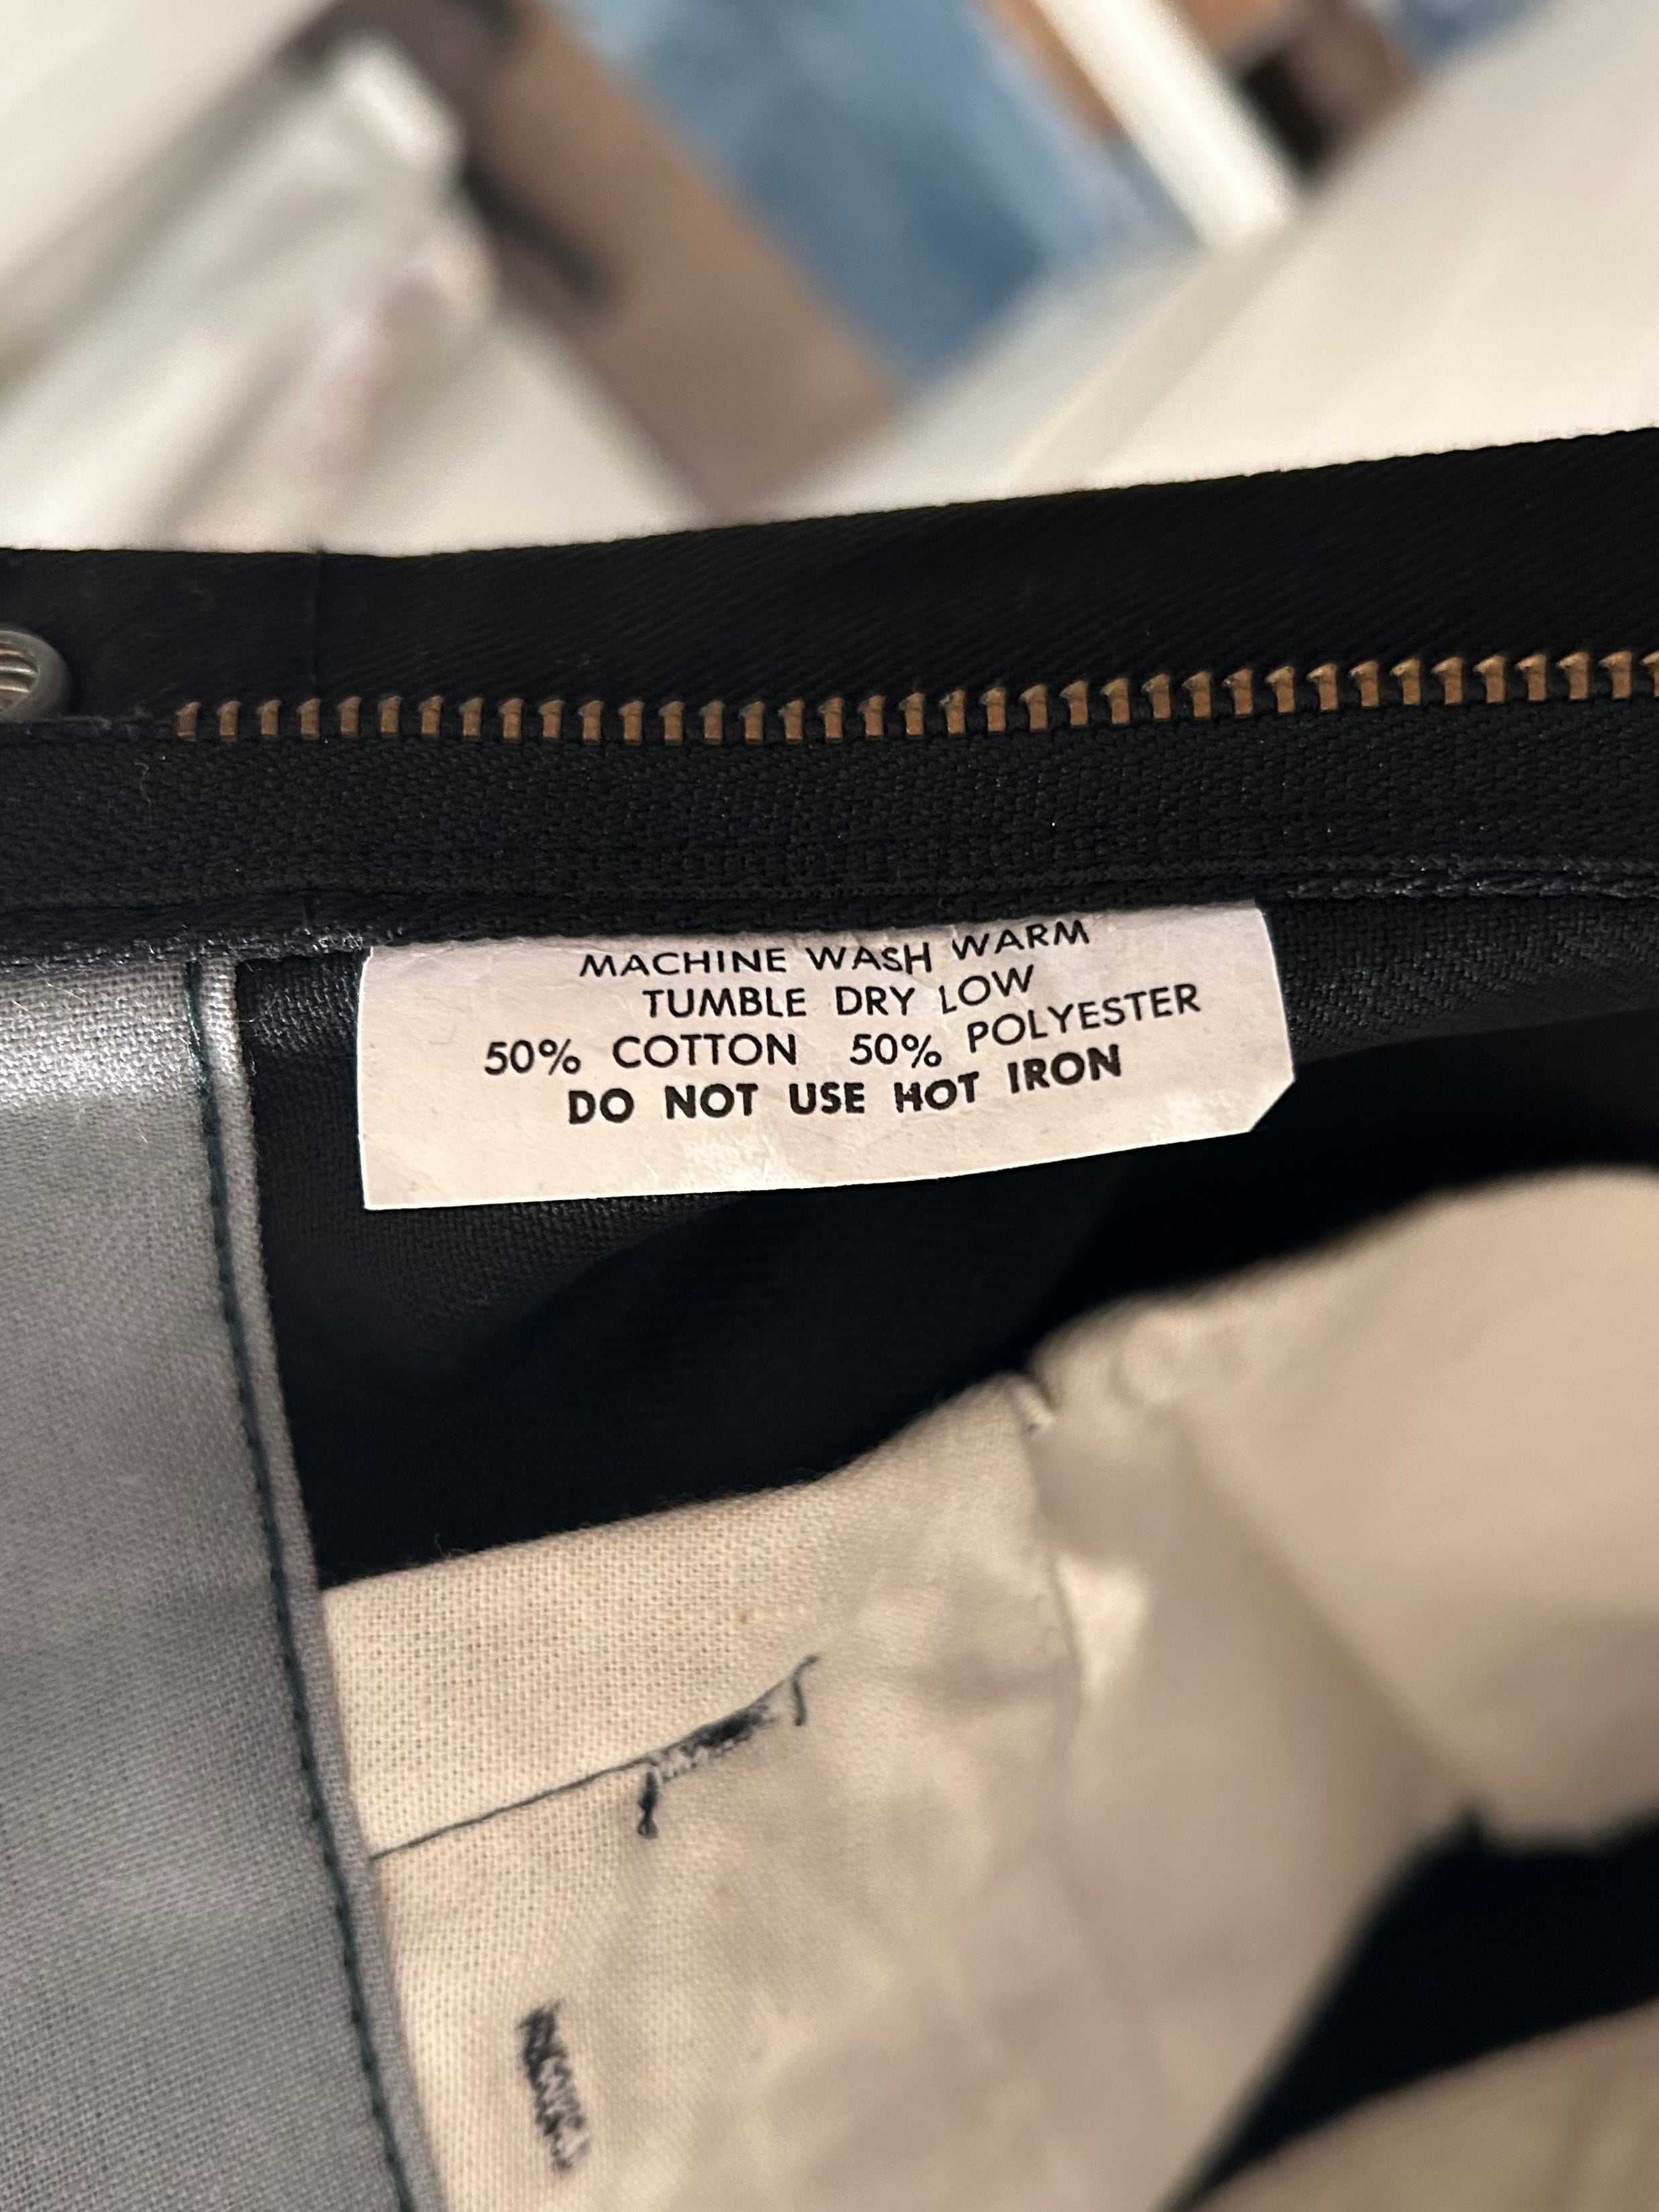 MACHINE WASH WARM
TUMBLE DRY LOW
50% COTTON 50% POLYESTER
DO NOT USE HOT IRON